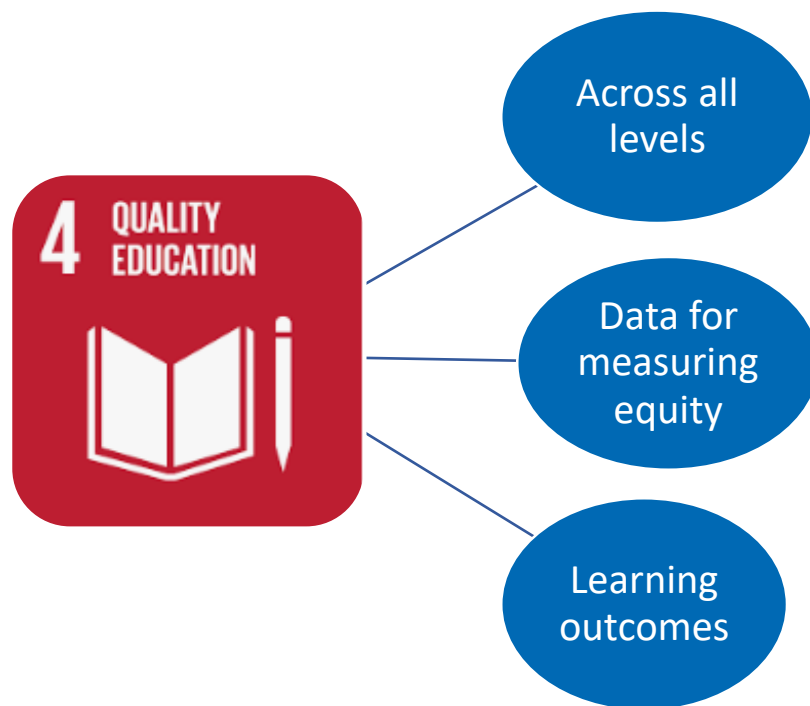 4 QUALITY
EDUCATION
Across all
levels
Data for
measuring
equity
Learning
outcomes